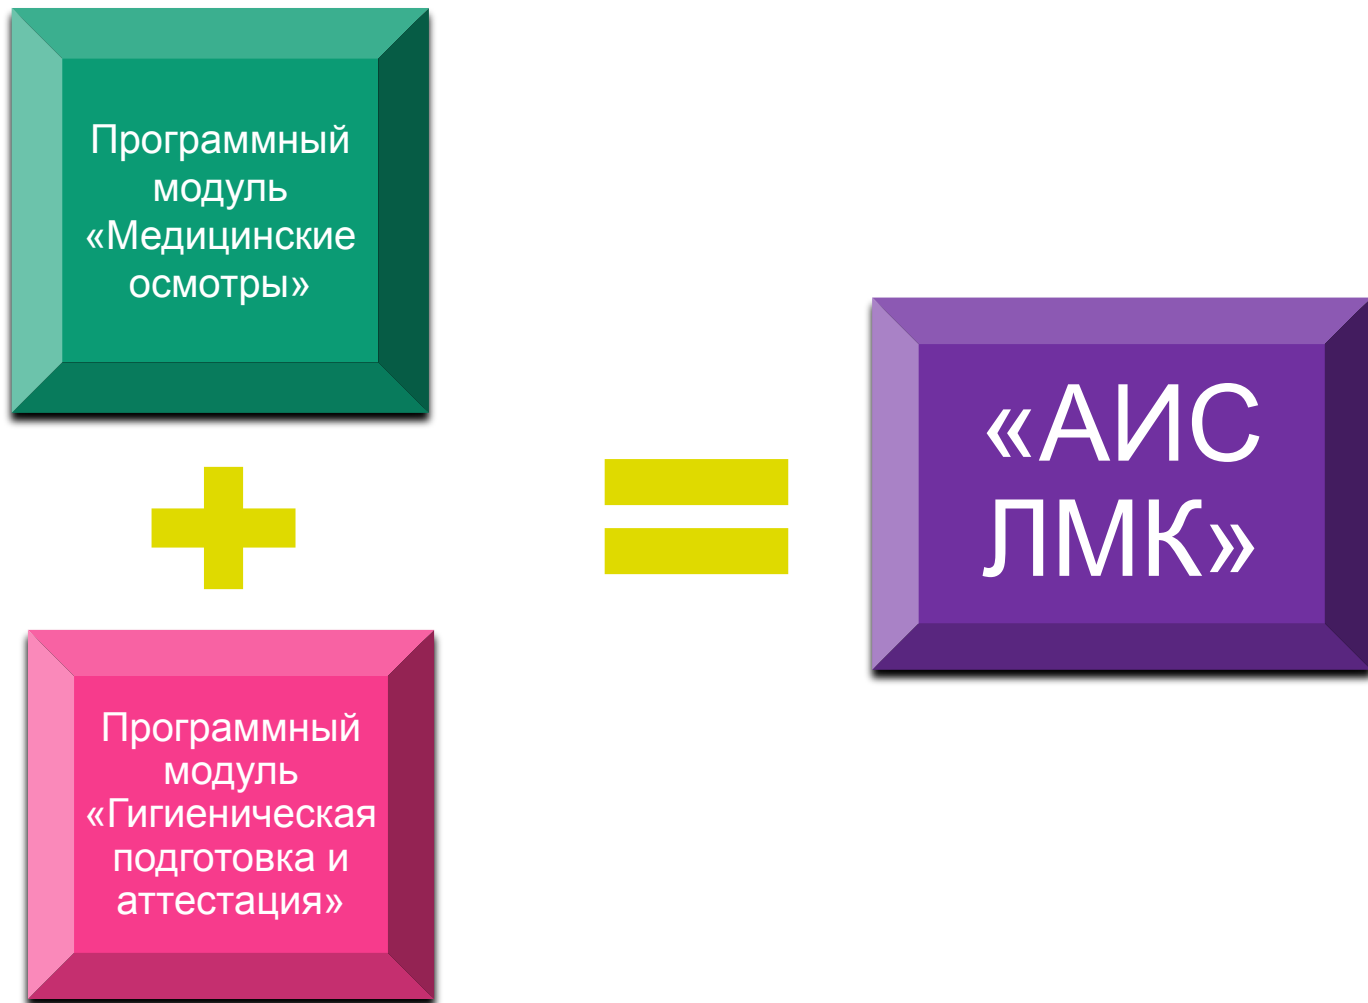 Программный
модуль
«Медицинские
осмотры»
Программный
модуль
«Гигиеническая
подготовка и
аттестация»
«АИС
ЛМК»